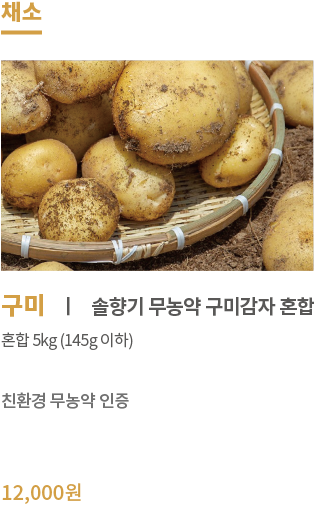 채소
구미 ㅣ 솔향기 무농약 구미감자 혼합
혼합 5kg (145g 이하)
친환경 무농약 인증
12,000원